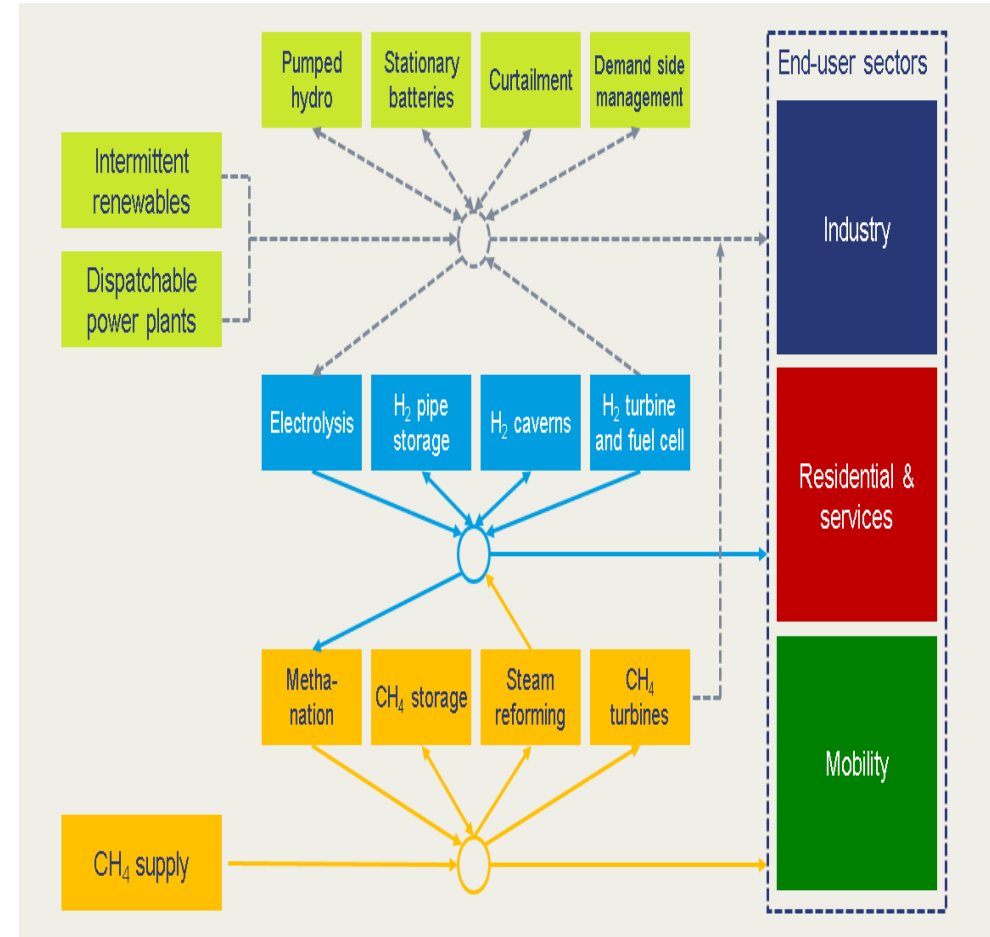 Pumped
hydro
Stationary
batteries
Curtailment
Demand side
management
End-user sectors
Intermittent
renewables
Dispatchable
power plants
Industry
Electrolysis
H₂ pipe
storage
H₂ caverns
H₂ turbine
and fuel cell
Residential &
services
Metha-
nation
CH₄ storage
Steam
reforming
CH₄
turbines
Mobility
CH₄ supply